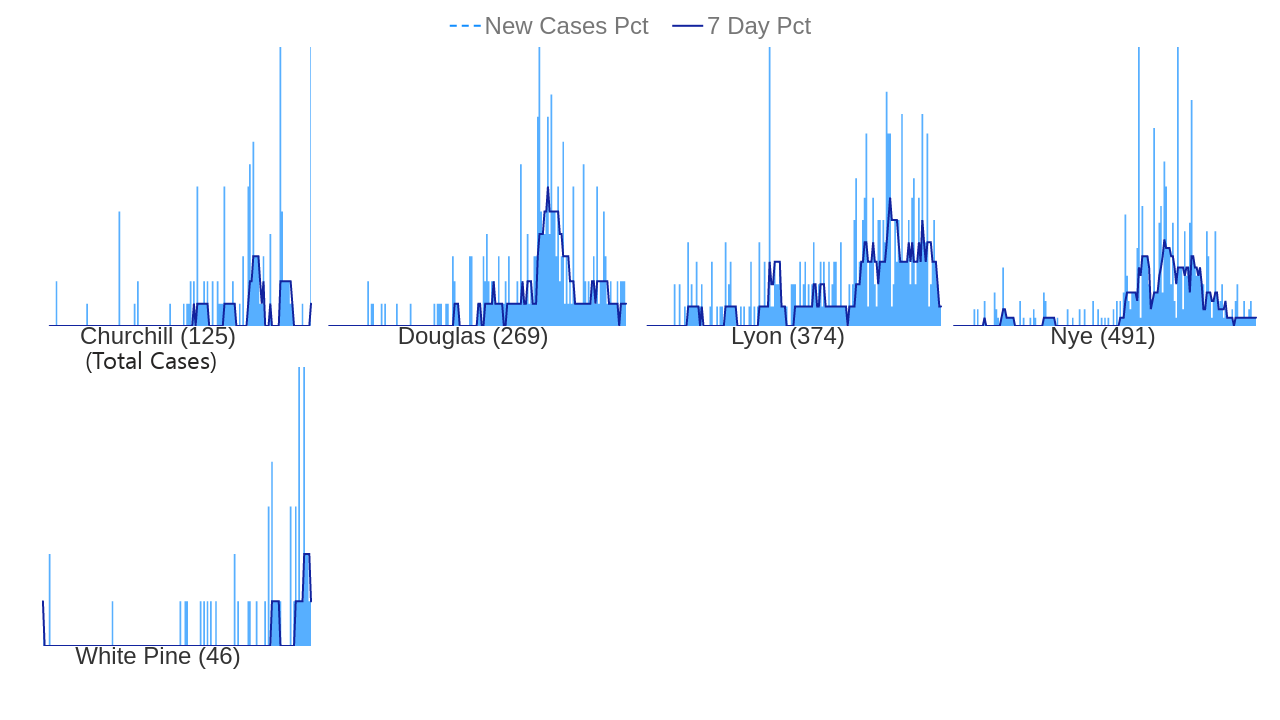 New Cases Pct 7 Day Pct
Churchill (125) Douglas (269) Lyon (374) Nye (491)
(Total Cases)
White Pine (46)